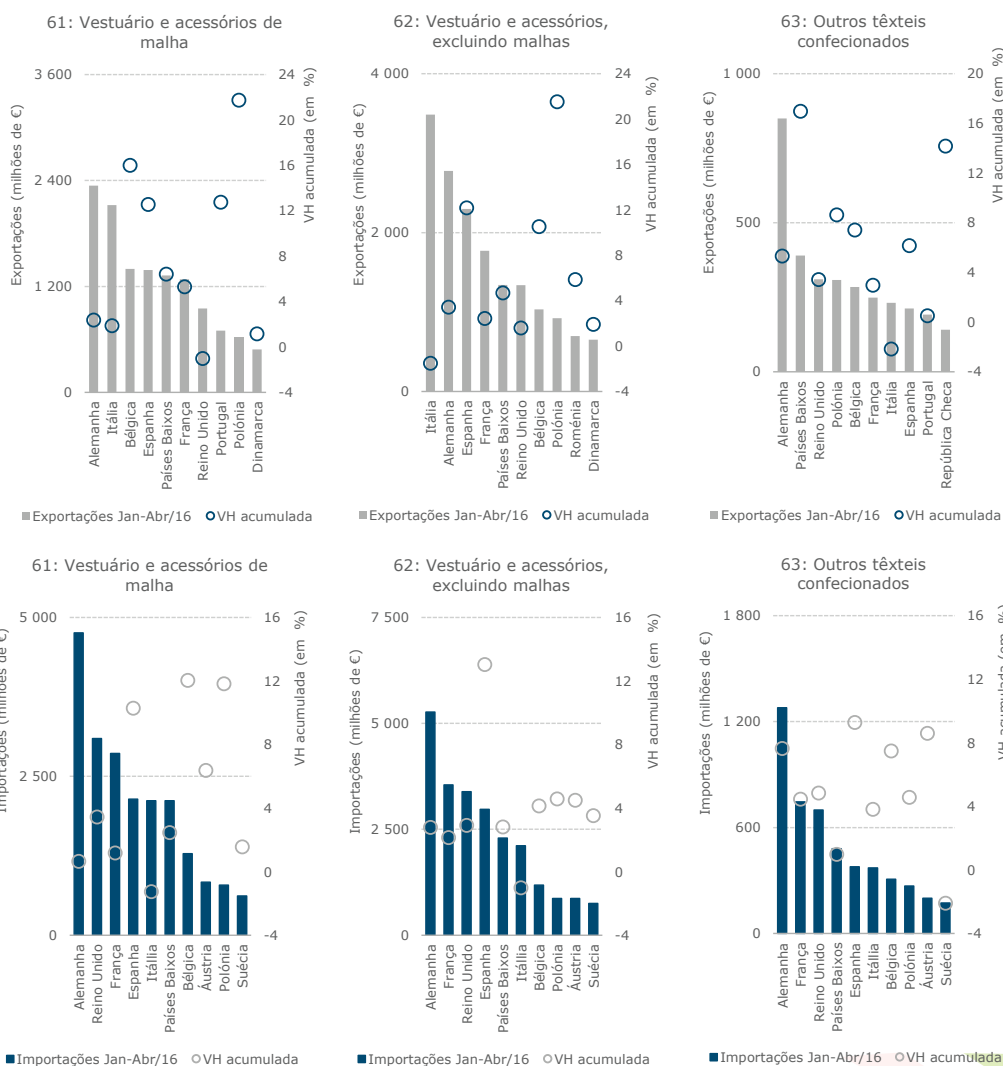 61: Vestuário e acessórios de
malha
Exportações (milhões de €)
3 600
2 400
1 200
0
24
20
16
12
8
4
0
-4
VH acumulada (em %)
Alemanha
Itália
Bélgica
Espanha
Países Baixos
França
Reino Unido
Portugal
Polónia
Dinamarca
Exportações Jan-Abr/16
VH acumulada
62: Vestuário e acessórios,
excluindo malhas
Exportações (milhões de €)
4 000
2 000
0
24
20
16
12
8
4
0
-4
VH acumulada (em %)
Itália
Alemanha
Espanha
França
Países Baixos
Reino Unido
Bélgica
Polónia
Roménia
Dinamarca
Exportações Jan-Abr/16
VH acumulada
63: Outros têxteis
confecionados
Exportações (milhões de €)
1 000
500
0
20
16
12
8
4
0
-4
VH acumulada (em %)
Alemanha
Países Baixos
Reino Unido
Polónia
Bélgica
França
Itália
Espanha
Portugal
República Checa
Exportações Jan-Abr/16
VH acumulada
61: Vestuário e acessórios de
malha
Importações (milhões de €)
5 000
2 500
0
16
12
8
4
0
-4
VH acumulada (em %)
Alemanha
Reino Unido
França
Espanha
Itállia
Países Baixos
Bélgica
Áustria
Polónia
Suécia
Importações Jan-Abr/16
VH acumulada
62: Vestuário e acessórios,
excluindo malhas
Importações (milhões de €)
7 500
5 000
2 500
0
16
12
8
4
0
-4
VH acumulada (em %)
Alemanha
França
Reino Unido
Espanha
Países Baixos
Itállia
Bélgica
Polónia
Áustria
Suécia
Importações Jan-Abr/16
VH acumulada
63: Outros têxteis
confecionados
Importações (milhões de €)
1 800
1 200
600
0
16
12
8
4
0
-4
VH acumulada (em %)
Alemanha
França
Reino Unido
Países Baixos
Espanha
Itállia
Bélgica
Polónia
Áustria
Suécia
Importações Jan-Abr/16
VH acumulada